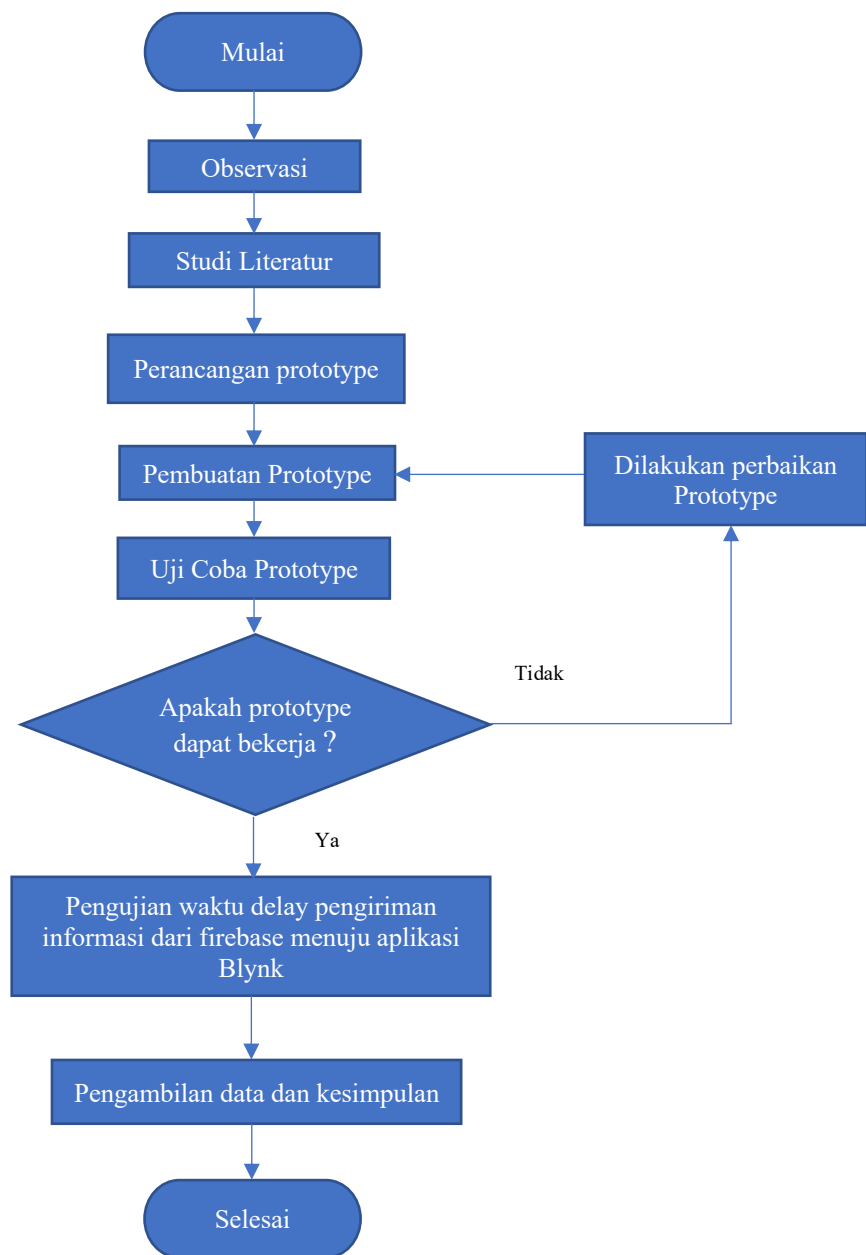 Mulai
Observasi
Studi Literatur
Perancangan prototype
Pembuatan Prototype
Dilakukan perbaikan
Prototype
Uji Coba Prototype
Tidak
Apakah prototype
dapat bekerja ?
Ya
Pengujian waktu delay pengiriman
informasi dari firebase menuju aplikasi
Blynk
Pengambilan data dan kesimpulan
Selesai